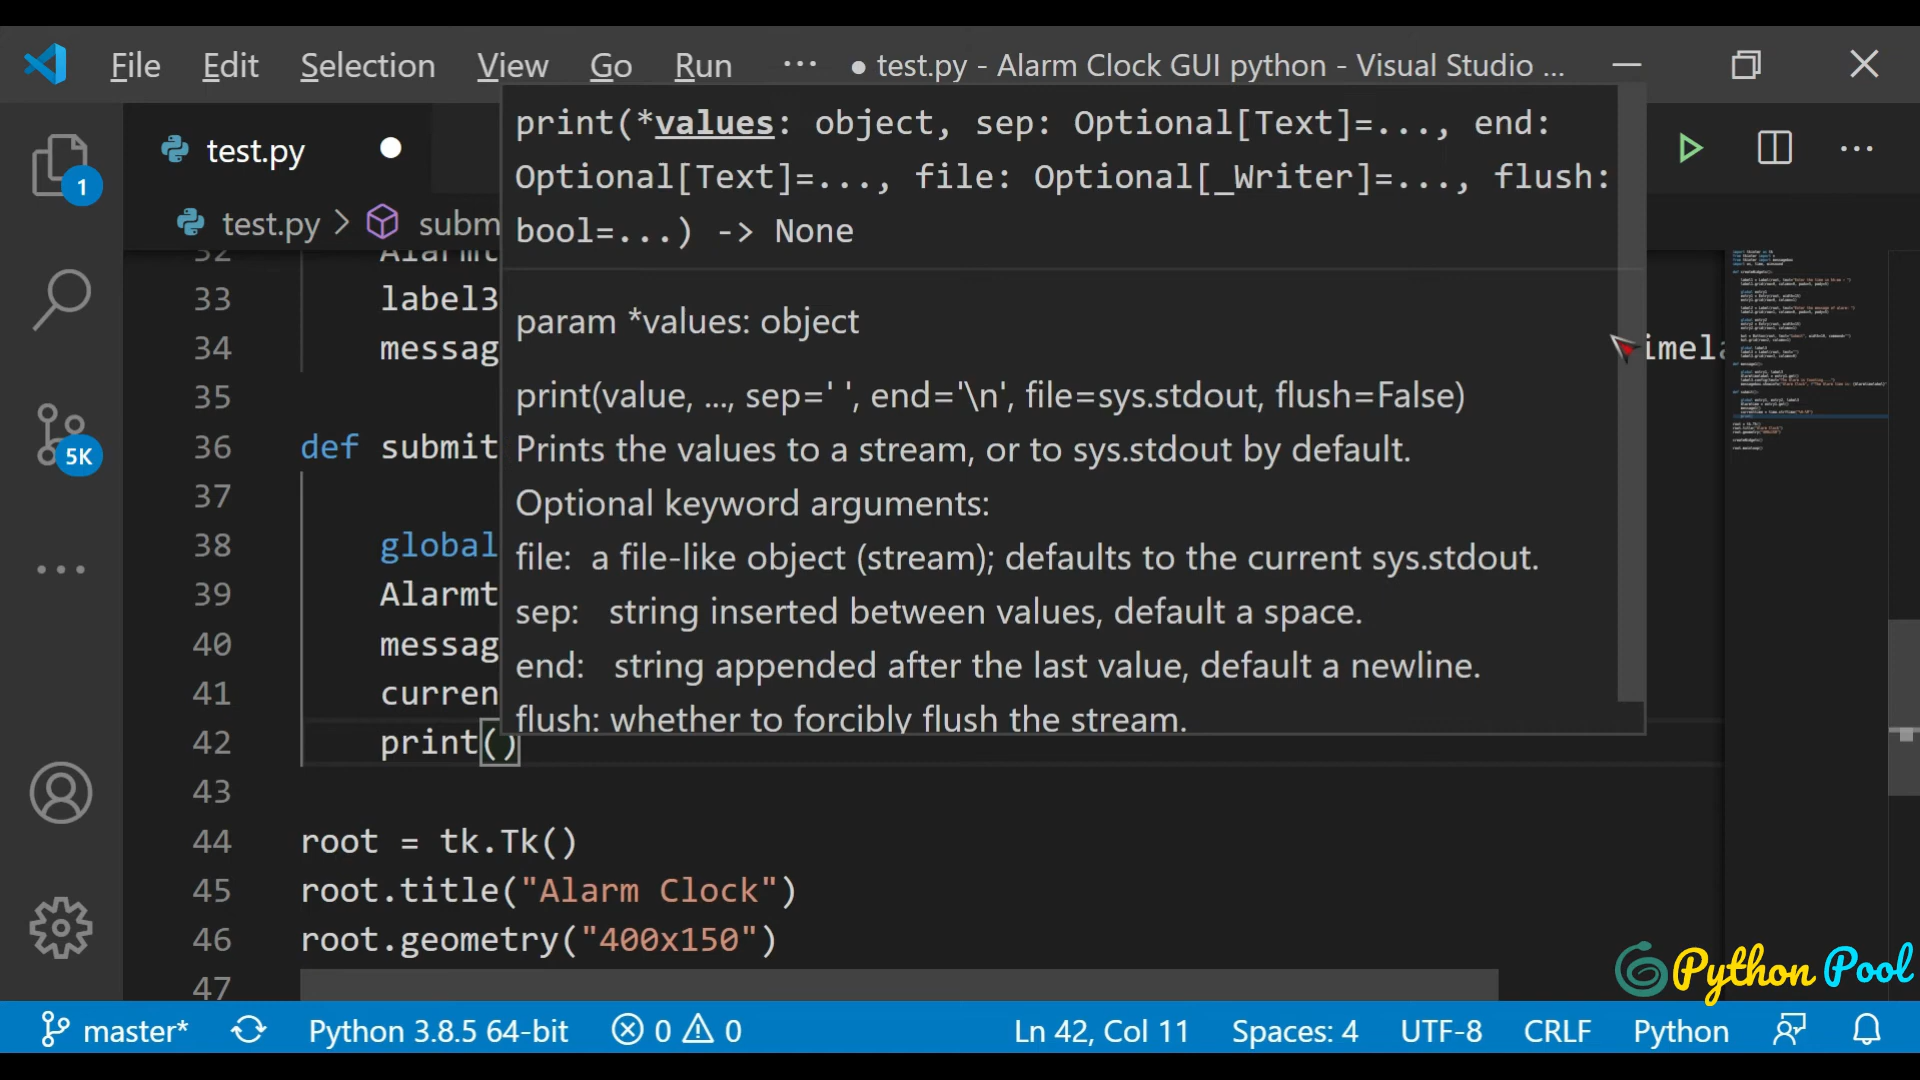 File Edit Selection View Go Run ··· ● test.py - Alarm Clock GUI python - Visual Studio ...
test.py
test.py > subm
1
5K
print(*values: object, sep: Optional[Text]=..., end:
Optional[Text]=..., file: Optional[_Writer]=..., flush:
bool=...) -> None
param *values: object
print(value, ..., sep=' ', end='\n', file=sys.stdout, flush=False)
Prints the values to a stream, or to sys.stdout by default.
Optional keyword arguments:
file: a file-like object (stream); defaults to the current sys.stdout.
sep: string inserted between values, default a space.
end: string appended after the last value, default a newline.
flush: whether to forcibly flush the stream.
32 Alarmt
33 label3
34 messag imela
35
36 def submit
37
38 global
39 Alarmt
40 messag
41 curren
42 print()
43
44 root = tk.Tk()
45 root.title("Alarm Clock")
46 root.geometry("400x150")
47
Python Pool
master* Python 3.8.5 64-bit 0 0 Ln 42, Col 11 Spaces: 4 UTF-8 CRLF Python